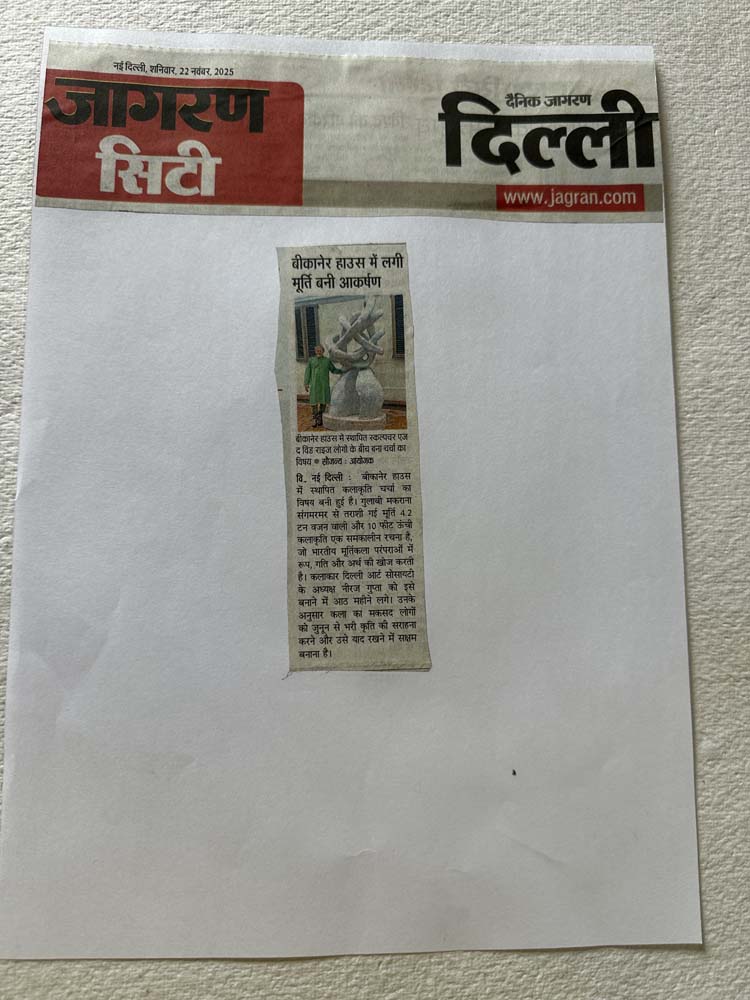 नई दिल्ली, शनिवार, 22 नवंबर, 2025
जागरण
सिटी
दैनिक जागरण
दिल्ली
www.jagran.com
बीकानेर हाउस में लगी
मूर्ति बनी आकर्षण
बीकानेर हाउस में स्थापित स्कल्पचर एज
द विंड राइज लोगों के बीच बना चर्चा का
विषय ● सौजन्य : आयोजक
वि., नई दिल्ली : बीकानेर हाउस
में स्थापित कलाकृति चर्चा का
विषय बनी हुई है। गुलाबी मकराना
संगमरमर से तराशी गई मूर्ति 4.2
टन वजन वाली और 10 फीट ऊंची
कलाकृति एक समकालीन रचना है,
जो भारतीय मूर्तिकला परंपराओं में
रूप, गति और अर्थ की खोज करती
है। कलाकार दिल्ली आर्ट सोसायटी
के अध्यक्ष नीरज गुप्ता को इसे
बनाने में आठ महीने लगे। उनके
अनुसार कला का मकसद लोगों
को जुनून से भरी कृति की सराहना
करने और उसे याद रखने में सक्षम
बनाना है।